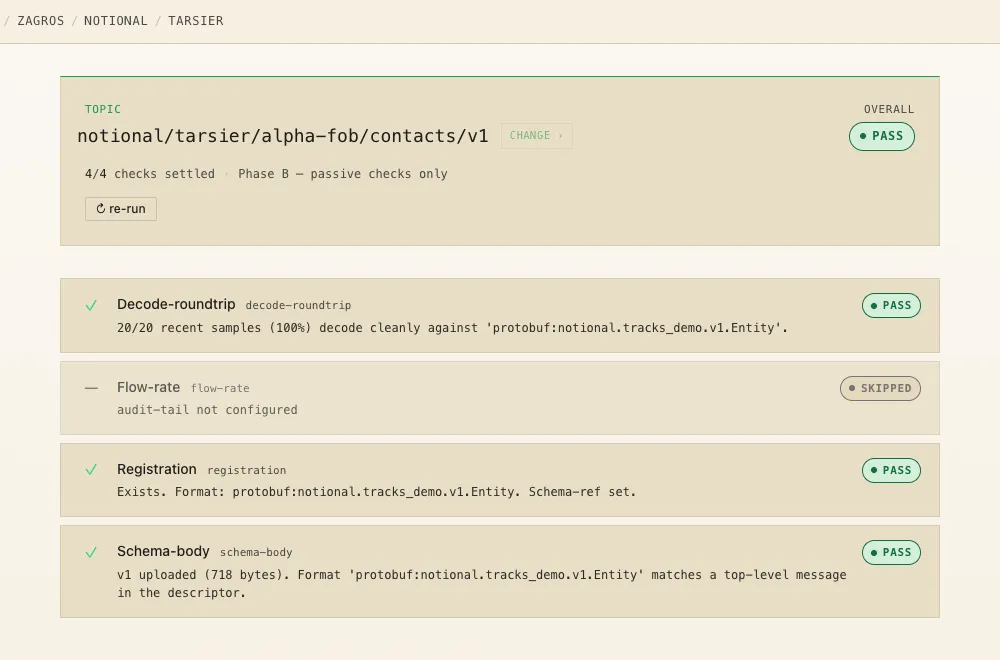 / ZAGROS / NOTIONAL / TARSIER
TOPIC
OVERALL
notional/tarsier/alpha-fob/contacts/v1
CHANGE ›
PASS
4/4 checks settled · Phase B — passive checks only
↻ re-run
Decode-roundtrip decode-roundtrip
PASS
20/20 recent samples (100%) decode cleanly against 'protobuf:notional.tracks_demo.v1.Entity'.
Flow-rate flow-rate
SKIPPED
audit-tail not configured
Registration registration
PASS
Exists. Format: protobuf:notional.tracks_demo.v1.Entity. Schema-ref set.
Schema-body schema-body
PASS
v1 uploaded (718 bytes). Format 'protobuf:notional.tracks_demo.v1.Entity' matches a top-level message
in the descriptor.